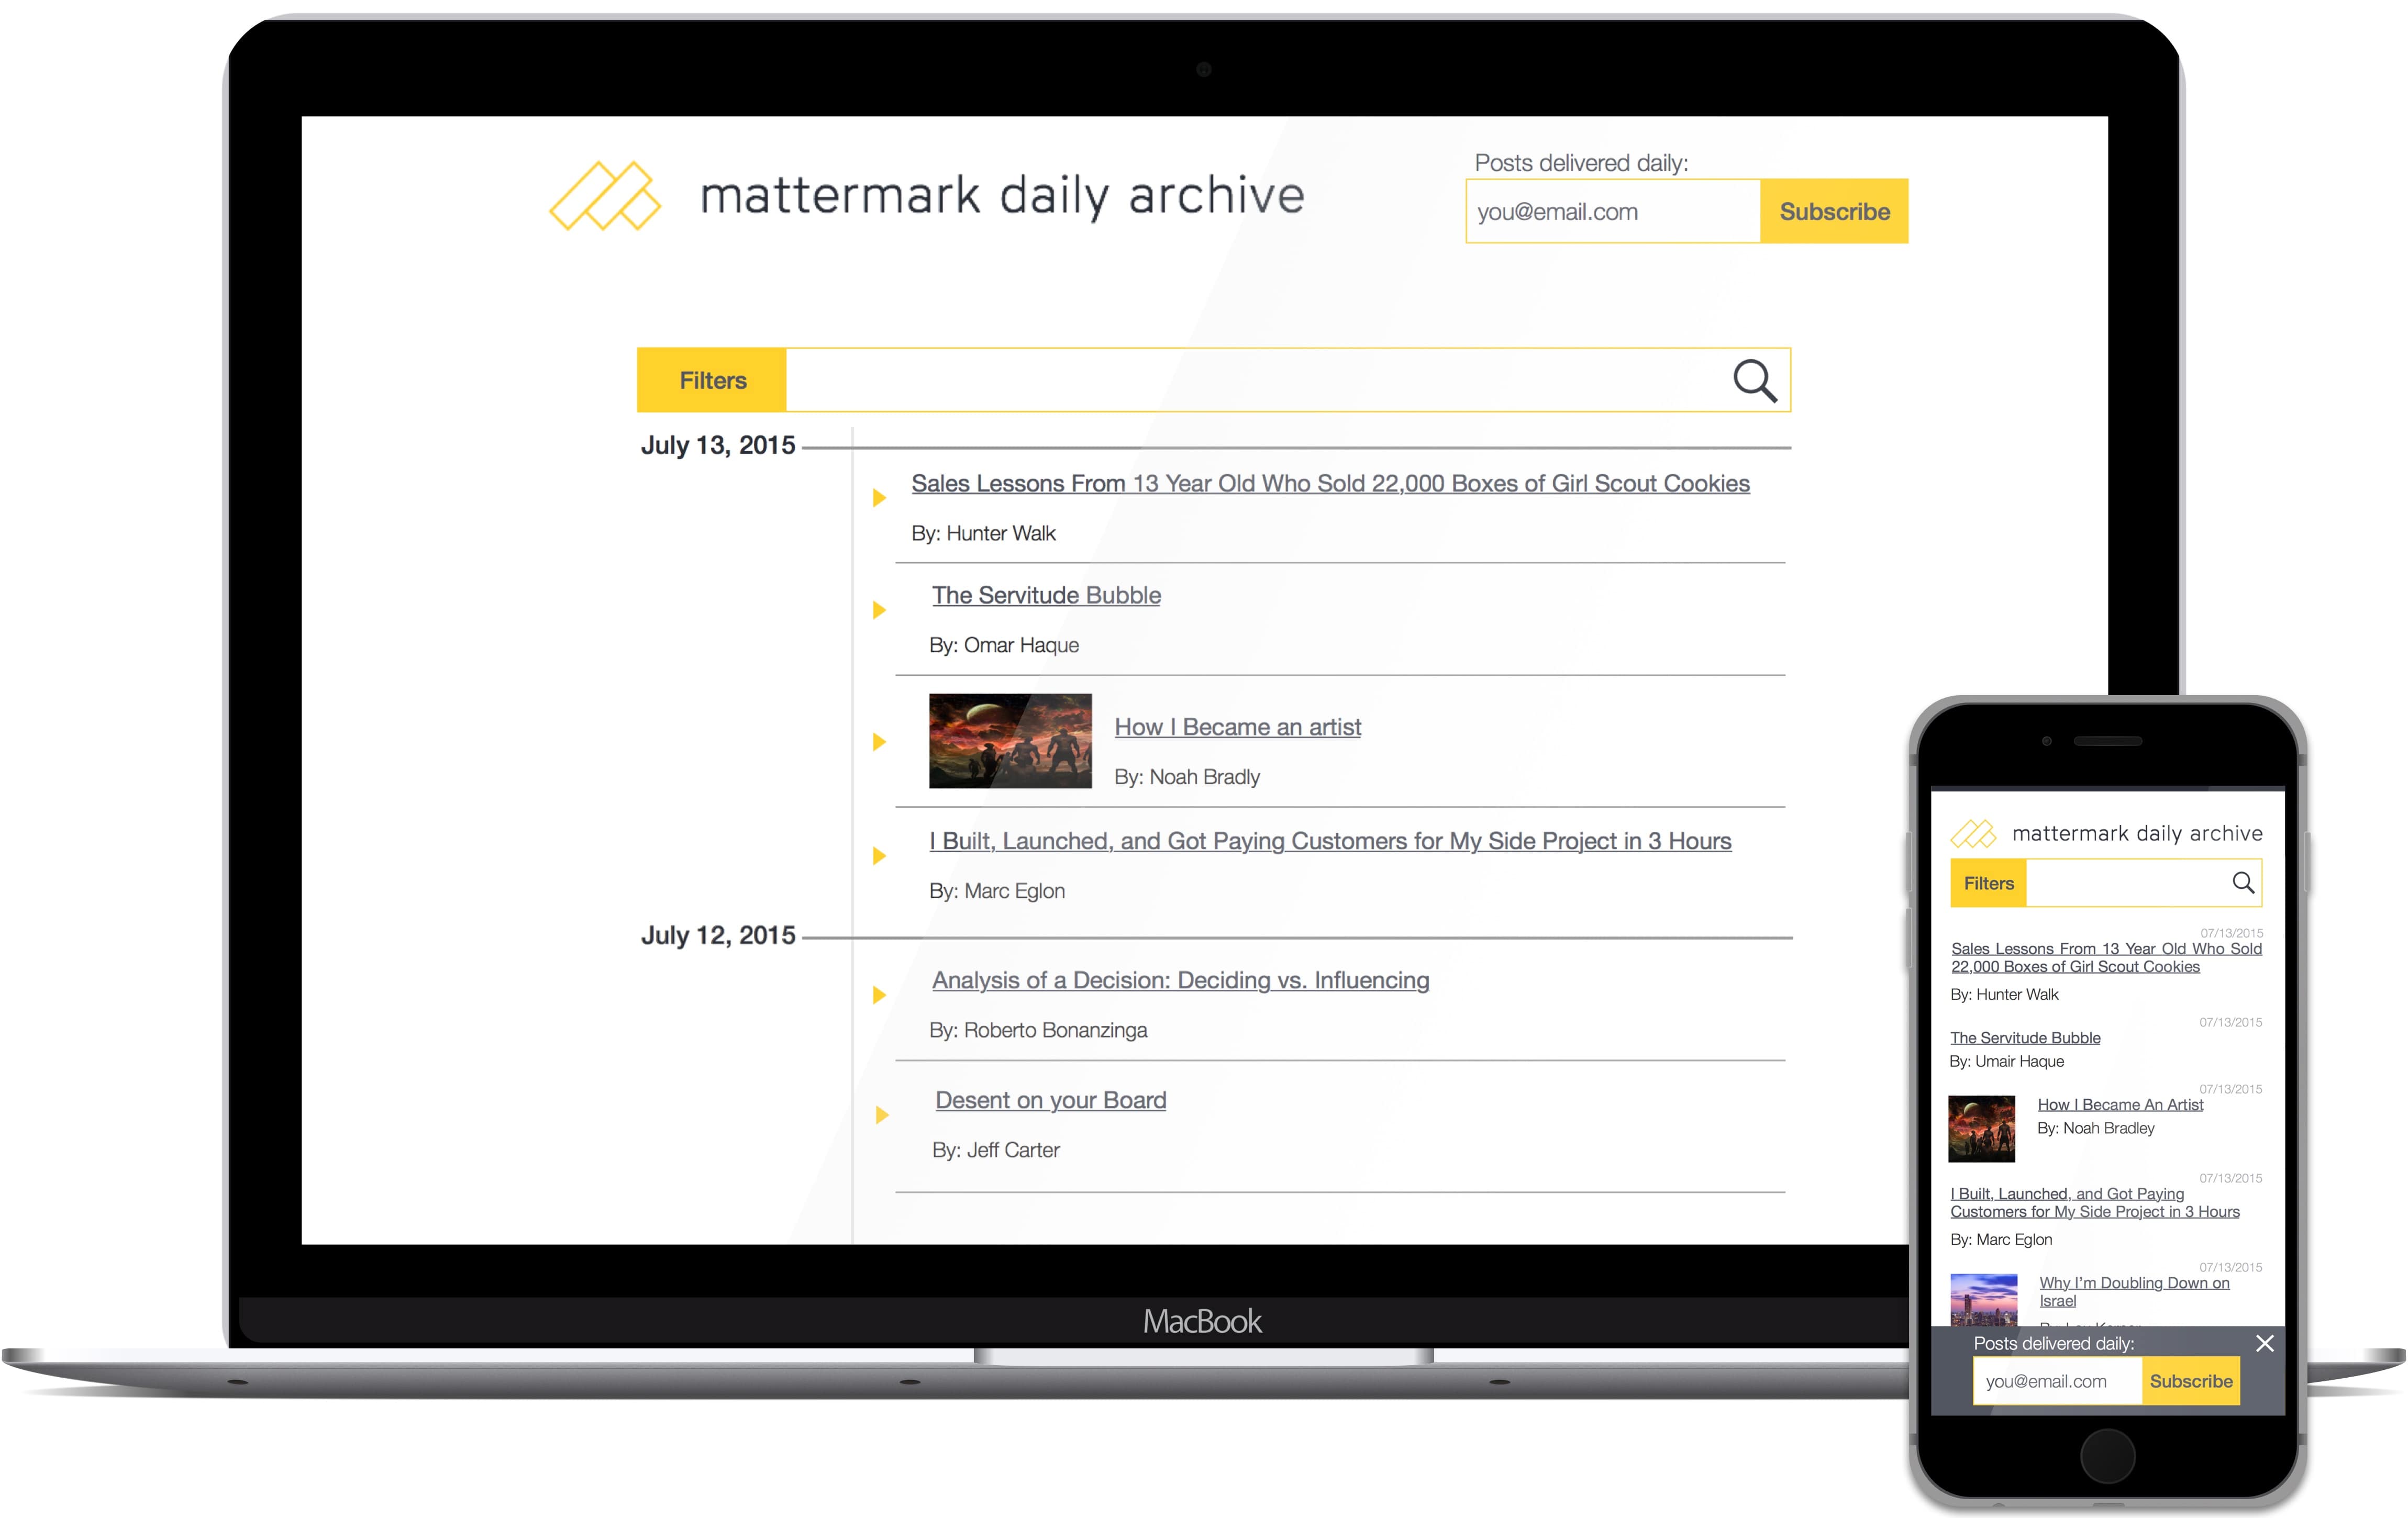 mattermark daily archive
Posts delivered daily:
you@email.com
Subscribe
Filters
July 13, 2015
Sales Lessons From 13 Year Old Who Sold 22,000 Boxes of Girl Scout Cookies
By: Hunter Walk
The Servitude Bubble
By: Omar Haque
How I Became an artist
By: Noah Bradly
I Built, Launched, and Got Paying Customers for My Side Project in 3 Hours
By: Marc Eglon
July 12, 2015
Analysis of a Decision: Deciding vs. Influencing
By: Roberto Bonanzinga
Desent on your Board
By: Jeff Carter
MacBook
mattermark daily archive
Filters
07/13/2015
Sales Lessons From 13 Year Old Who Sold
22,000 Boxes of Girl Scout Cookies
By: Hunter Walk
07/13/2015
The Servitude Bubble
By: Umair Haque
07/13/2015
How I Became An Artist
By: Noah Bradley
07/13/2015
I Built, Launched, and Got Paying
Customers for My Side Project in 3 Hours
By: Marc Eglon
07/13/2015
Why I'm Doubling Down on
Israel
Posts delivered daily:
you@email.com
Subscribe